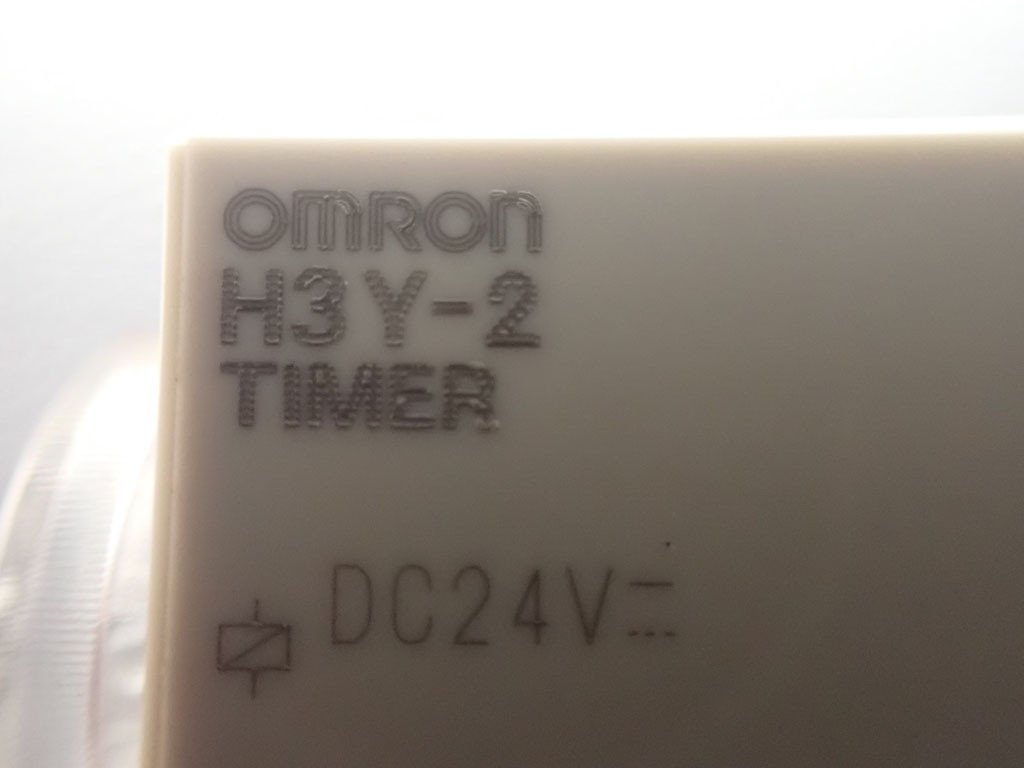 OMRON
H3Y-2
TIMER
DC24V⎓